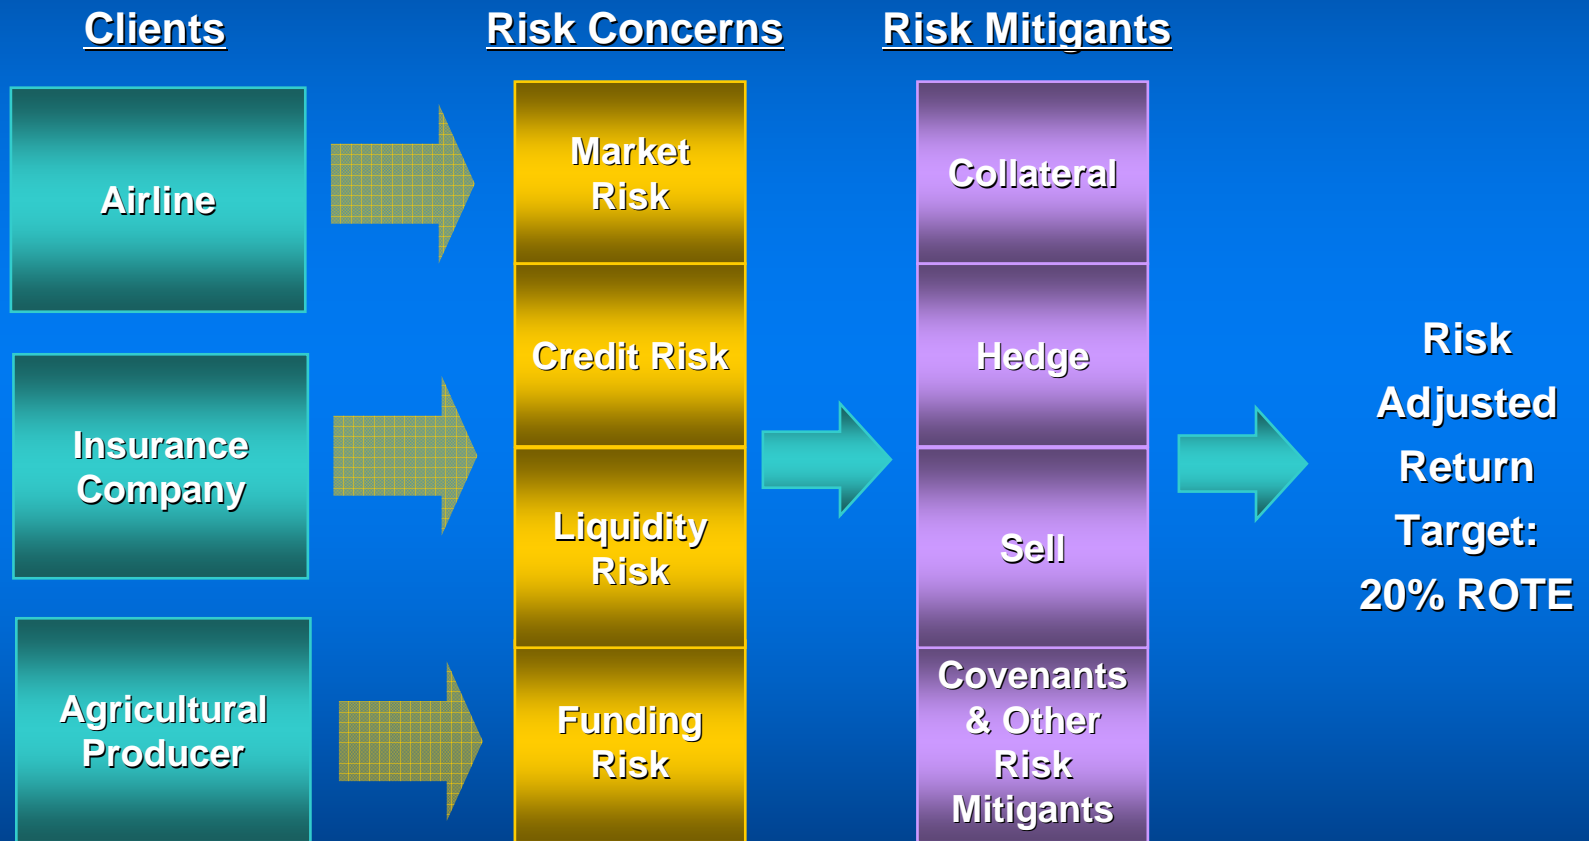 Clients
Risk Concerns
Risk Mitigants
Airline
Insurance
Company
Agricultural
Producer
Market
Risk
Credit Risk
Liquidity
Risk
Funding
Risk
Collateral
Hedge
Sell
Covenants
& Other
Risk
Mitigants
Risk
Adjusted
Return
Target:
20% ROTE